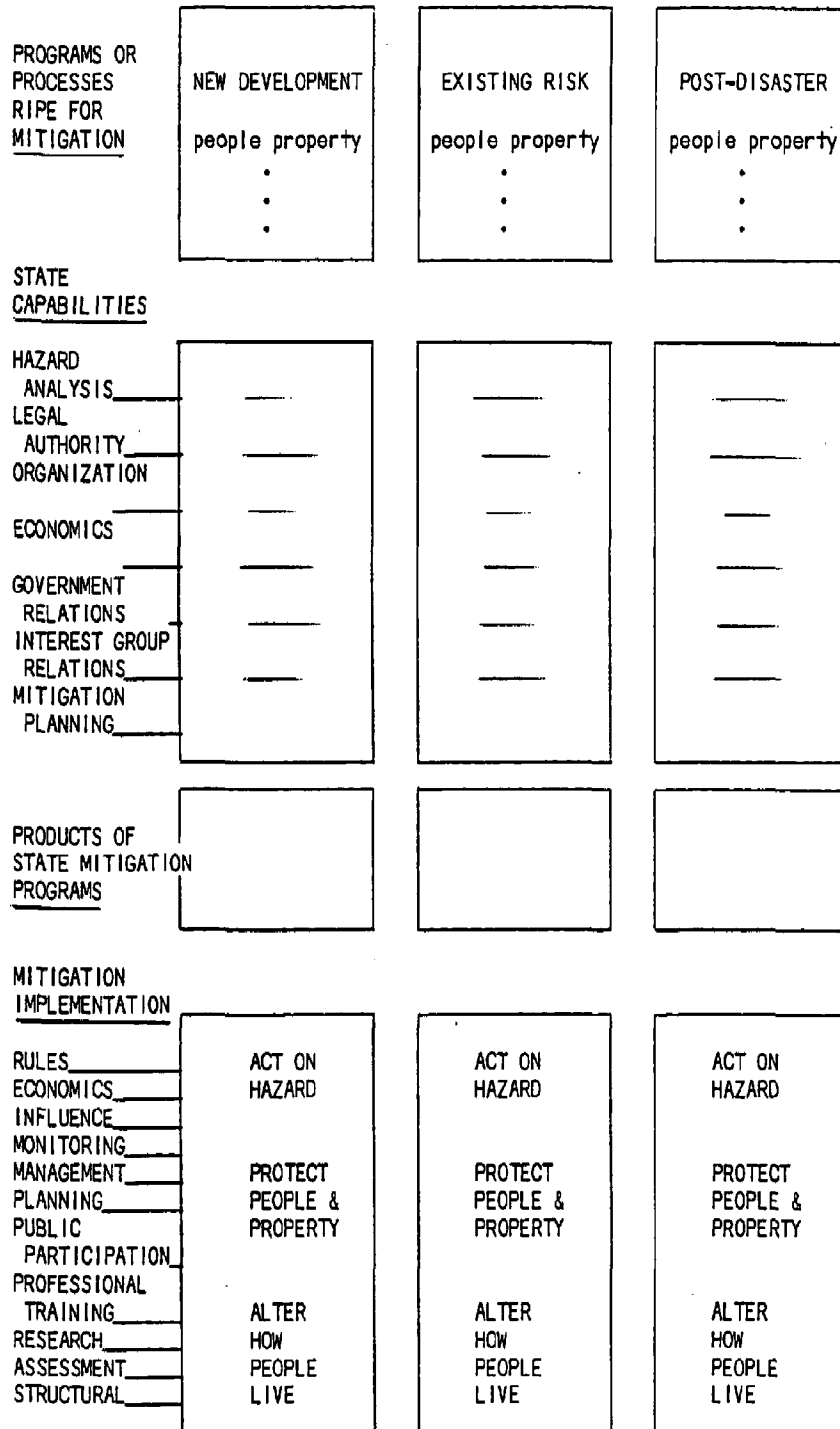 PROGRAMS OR
PROCESSES
RIPE FOR
MITIGATION
NEW DEVELOPMENT
people property
EXISTING RISK
people property
POST-DISASTER
people property
STATE
CAPABILITIES
HAZARD
ANALYSIS
LEGAL
AUTHORITY
ORGANIZATION
ECONOMICS
GOVERNMENT
RELATIONS
INTEREST GROUP
RELATIONS
MITIGATION
PLANNING
PRODUCTS OF
STATE MITIGATION
PROGRAMS
MITIGATION
IMPLEMENTATION
RULES
ECONOMICS
INFLUENCE
MONITORING
MANAGEMENT
PLANNING
PUBLIC
PARTICIPATION
PROFESSIONAL
TRAINING
RESEARCH
ASSESSMENT
STRUCTURAL
ACT ON
HAZARD
PROTECT
PEOPLE &
PROPERTY
ALTER
HOW
PEOPLE
LIVE
ACT ON
HAZARD
PROTECT
PEOPLE &
PROPERTY
ALTER
HOW
PEOPLE
LIVE
ACT ON
HAZARD
PROTECT
PEOPLE &
PROPERTY
ALTER
HOW
PEOPLE
LIVE